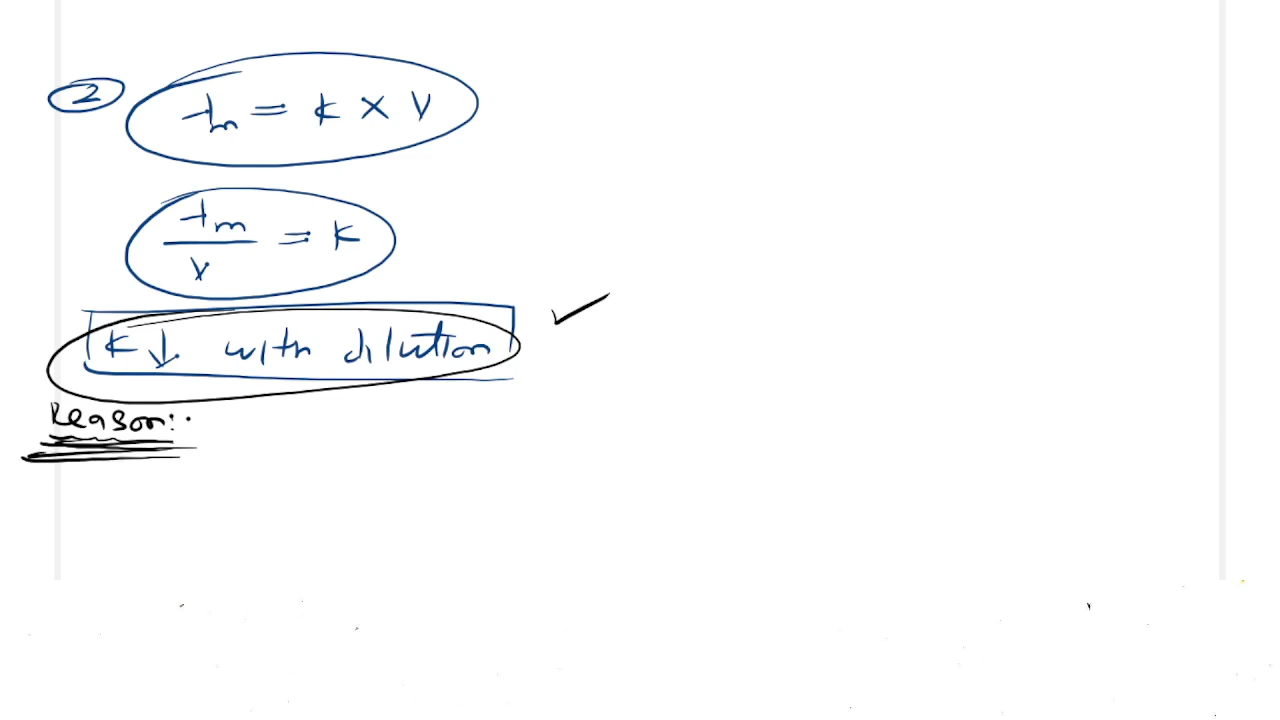 ② λm = K × V
λm / V = K
K↓ with dilution ✓
Reason:.